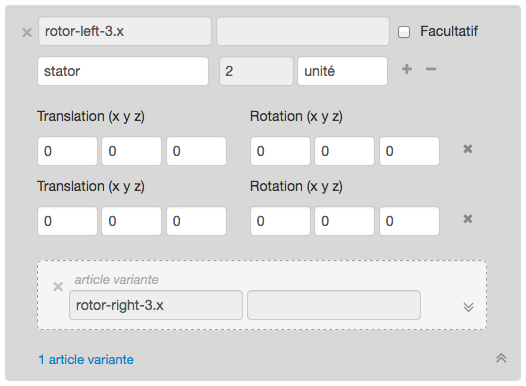 rotor-left-3.x Facultatif
stator 2 unité
Translation (x y z) Rotation (x y z)
0 0 0 0 0 0
Translation (x y z) Rotation (x y z)
0 0 0 0 0 0
article variante
rotor-right-3.x
1 article variante